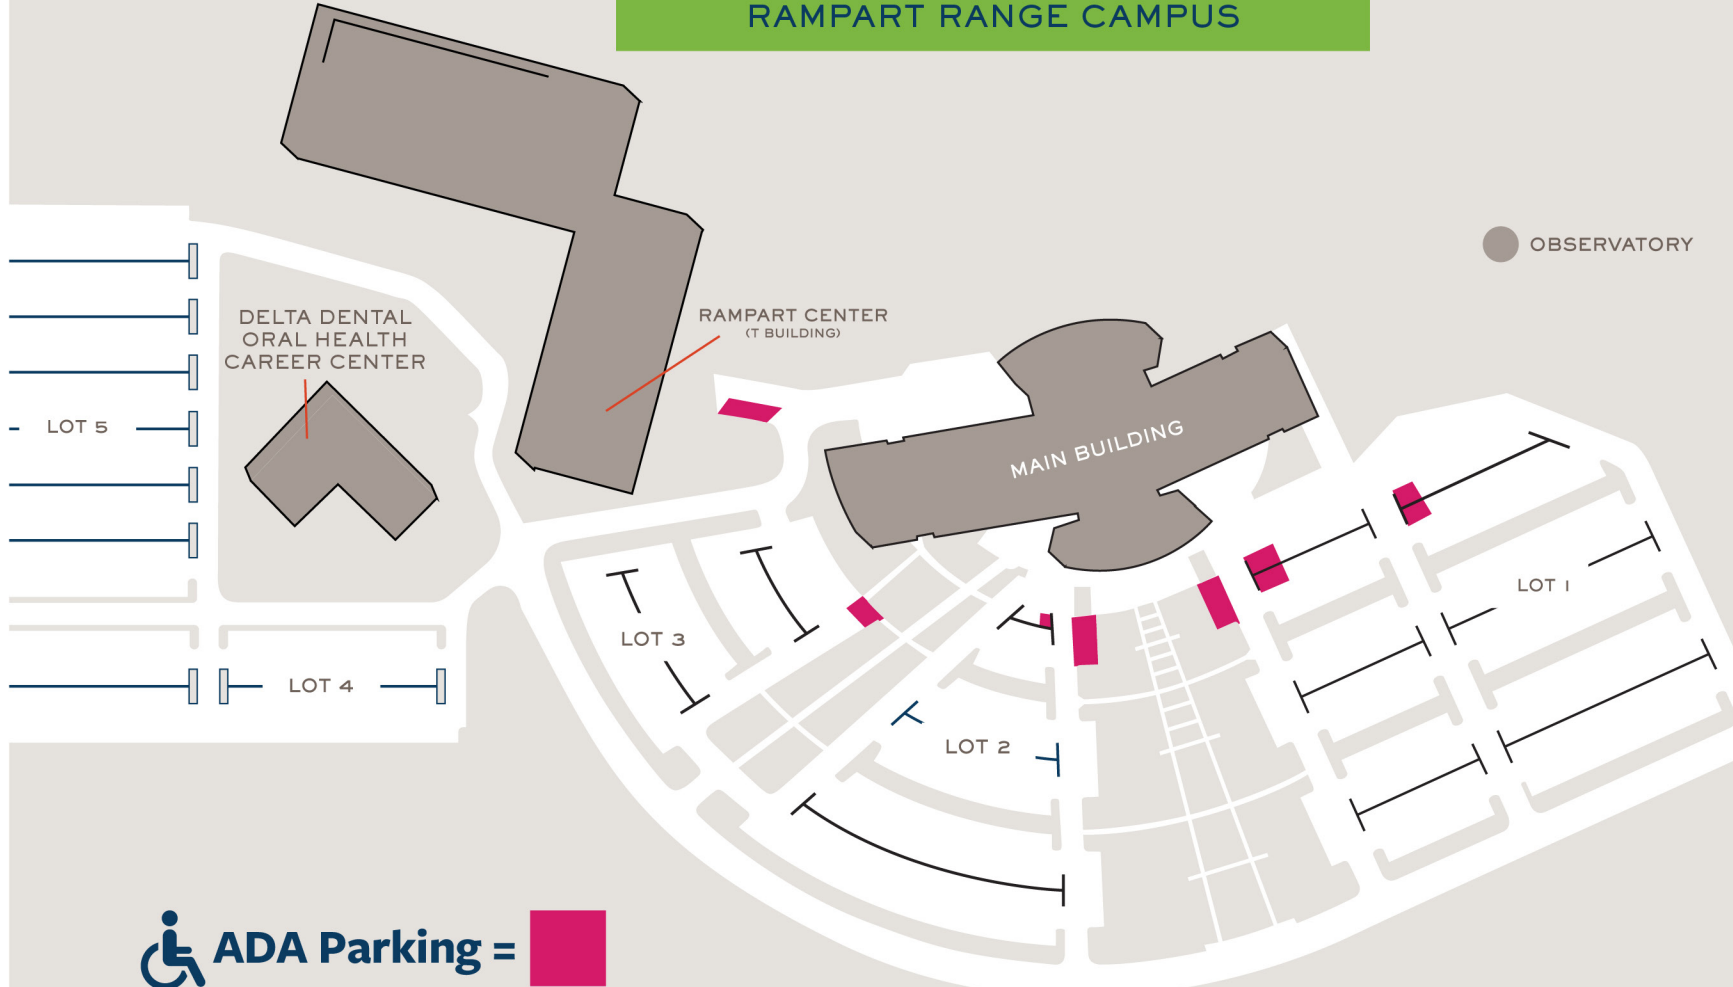 RAMPART RANGE CAMPUS
OBSERVATORY
DELTA DENTAL
ORAL HEALTH
CAREER CENTER
RAMPART CENTER
(T BUILDING)
MAIN BUILDING
LOT 5
LOT 4
LOT 3
LOT 2
LOT 1
ADA Parking =